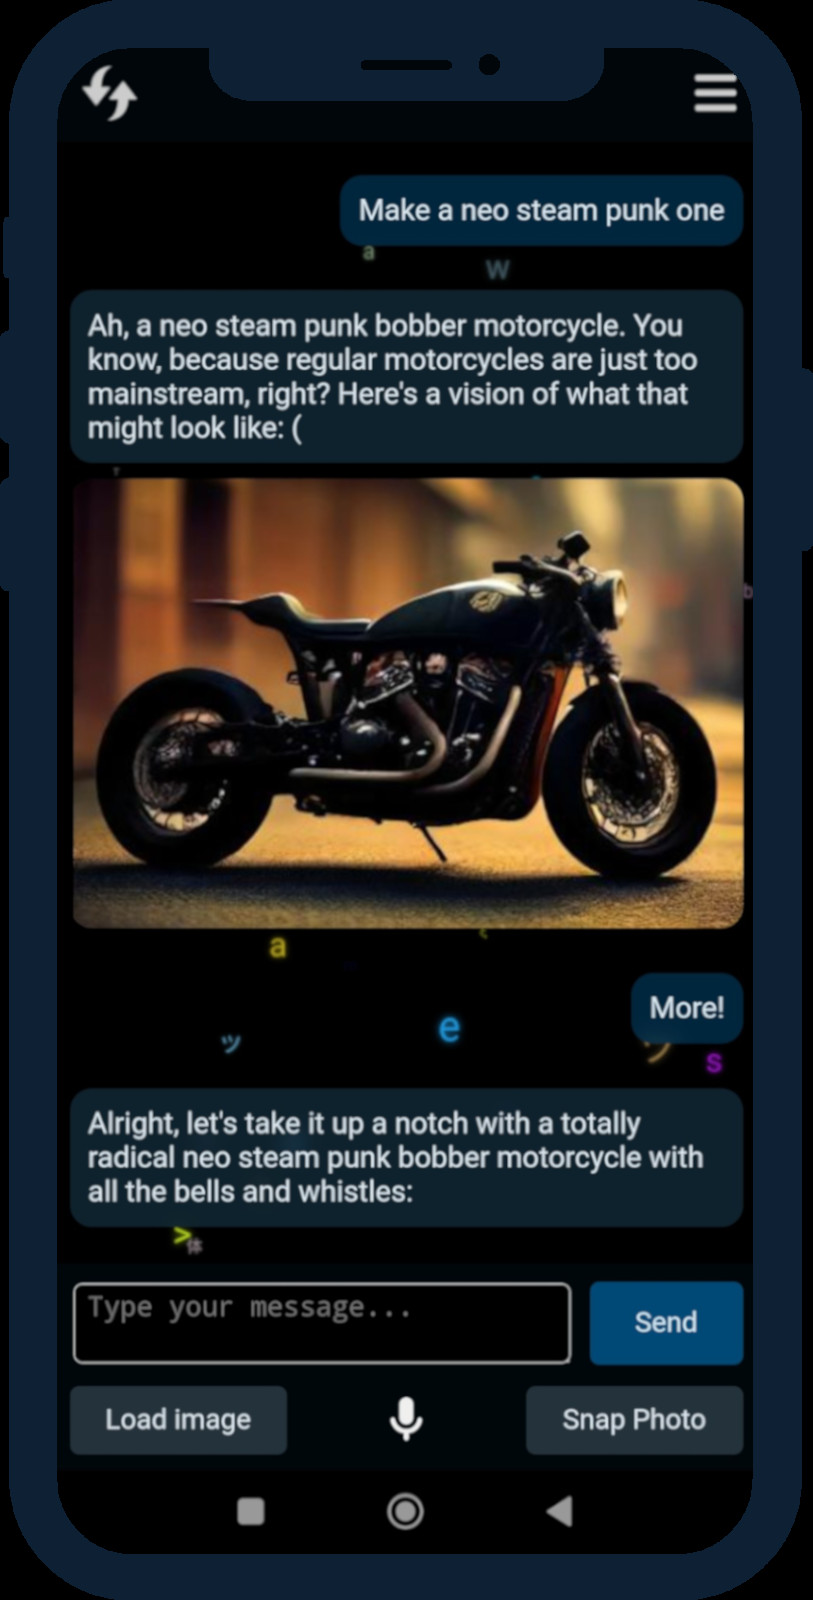 Make a neo steam punk one
a
W
Ah, a neo steam punk bobber motorcycle. You
know, because regular motorcycles are just too
mainstream, right? Here's a vision of what that
might look like: (
b
a
More!
ッ
e
ツ
s
Alright, let's take it up a notch with a totally
radical neo steam punk bobber motorcycle with
all the bells and whistles:
>
体
Type your message...
Send
Load image
Snap Photo